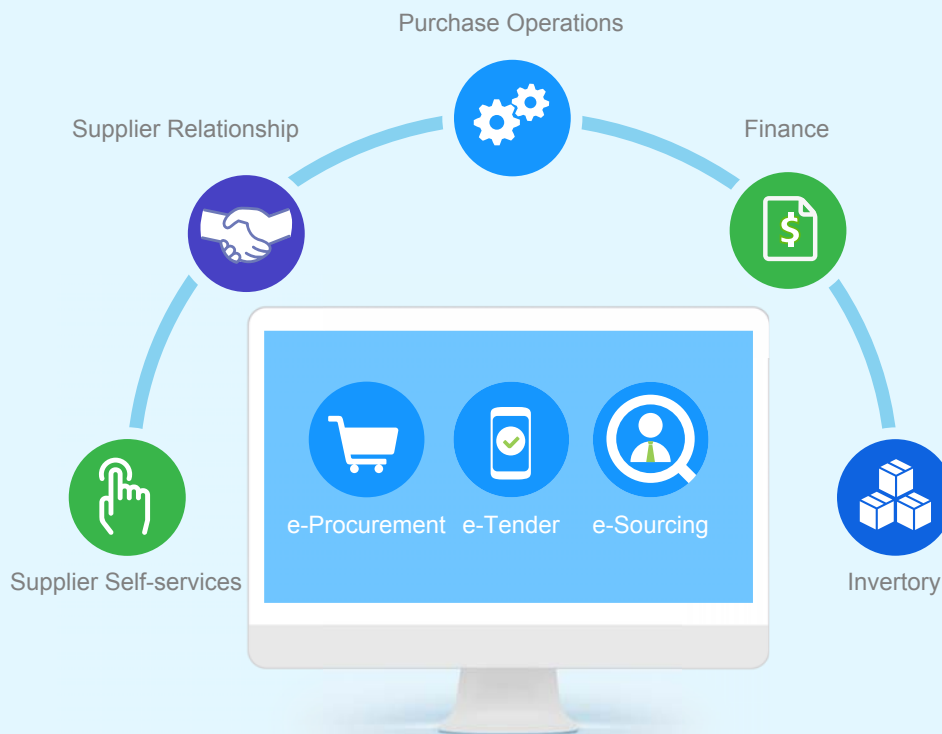 Purchase Operations
Supplier Relationship
Finance
e-Procurement e-Tender e-Sourcing
Supplier Self-services
Invertory